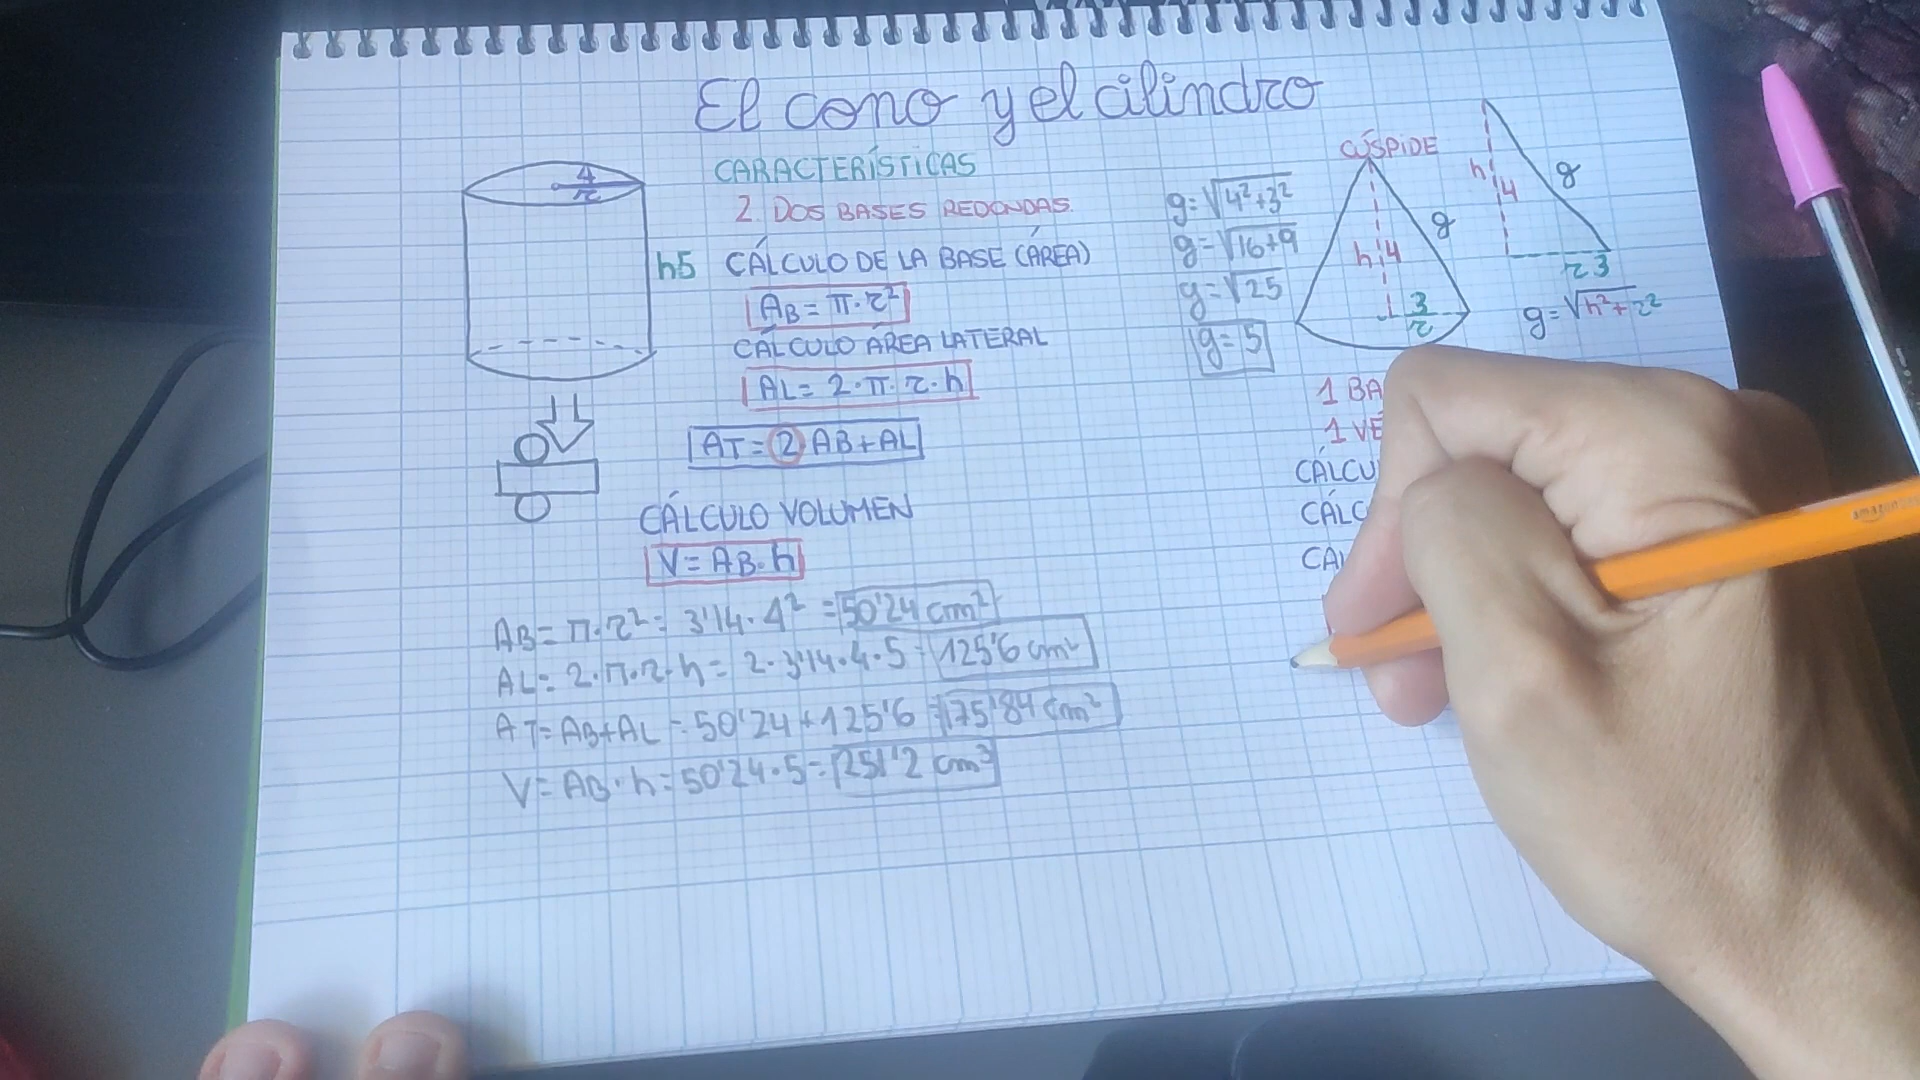 El cono y el cilindro
4
r
h5
CARACTERÍSTICAS
2 DOS BASES REDONDAS.
CÁLCULO DE LA BASE (ÁREA)
AB = π·r²
CÁLCULO ÁREA LATERAL
AL = 2·π·r·h
AT = 2 AB + AL
CÁLCULO VOLUMEN
V = AB·h
AB = π·r² = 3'14·4² = 50'24 cm²
AL = 2·π·r·h = 2·3'14·4·5 = 125'6 cm²
AT = AB + AL = 50'24 + 125'6 = 175'84 cm²
V = AB·h = 50'24·5 = 251'2 cm³
g = √4²+3²
g = √16+9
g = √25
g = 5
CÚSPIDE
h 4
g
3
r
h
4
g
r 3
g = √h²+r²
1 BA
1 VÉ
CÁLCU
CÁLC
amazon